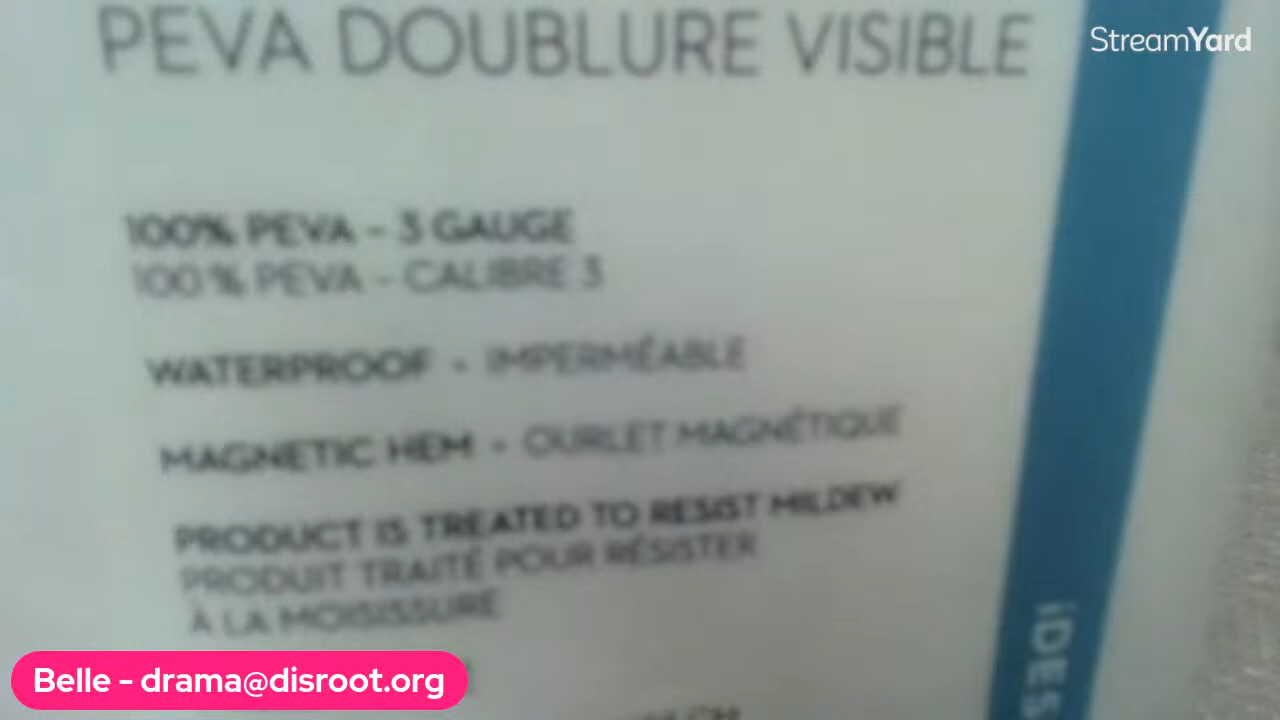 PEVA DOUBLURE VISIBLE
StreamYard
100% PEVA – 3 GAUGE
100 % PEVA – CALIBRE 3
WATERPROOF • IMPERMÉABLE
MAGNETIC HEM • OURLET MAGNÉTIQUE
PRODUCT IS TREATED TO RESIST MILDEW
PRODUIT TRAITÉ POUR RÉSISTER
À LA MOISISSURE
iDES
Belle - drama@disroot.org